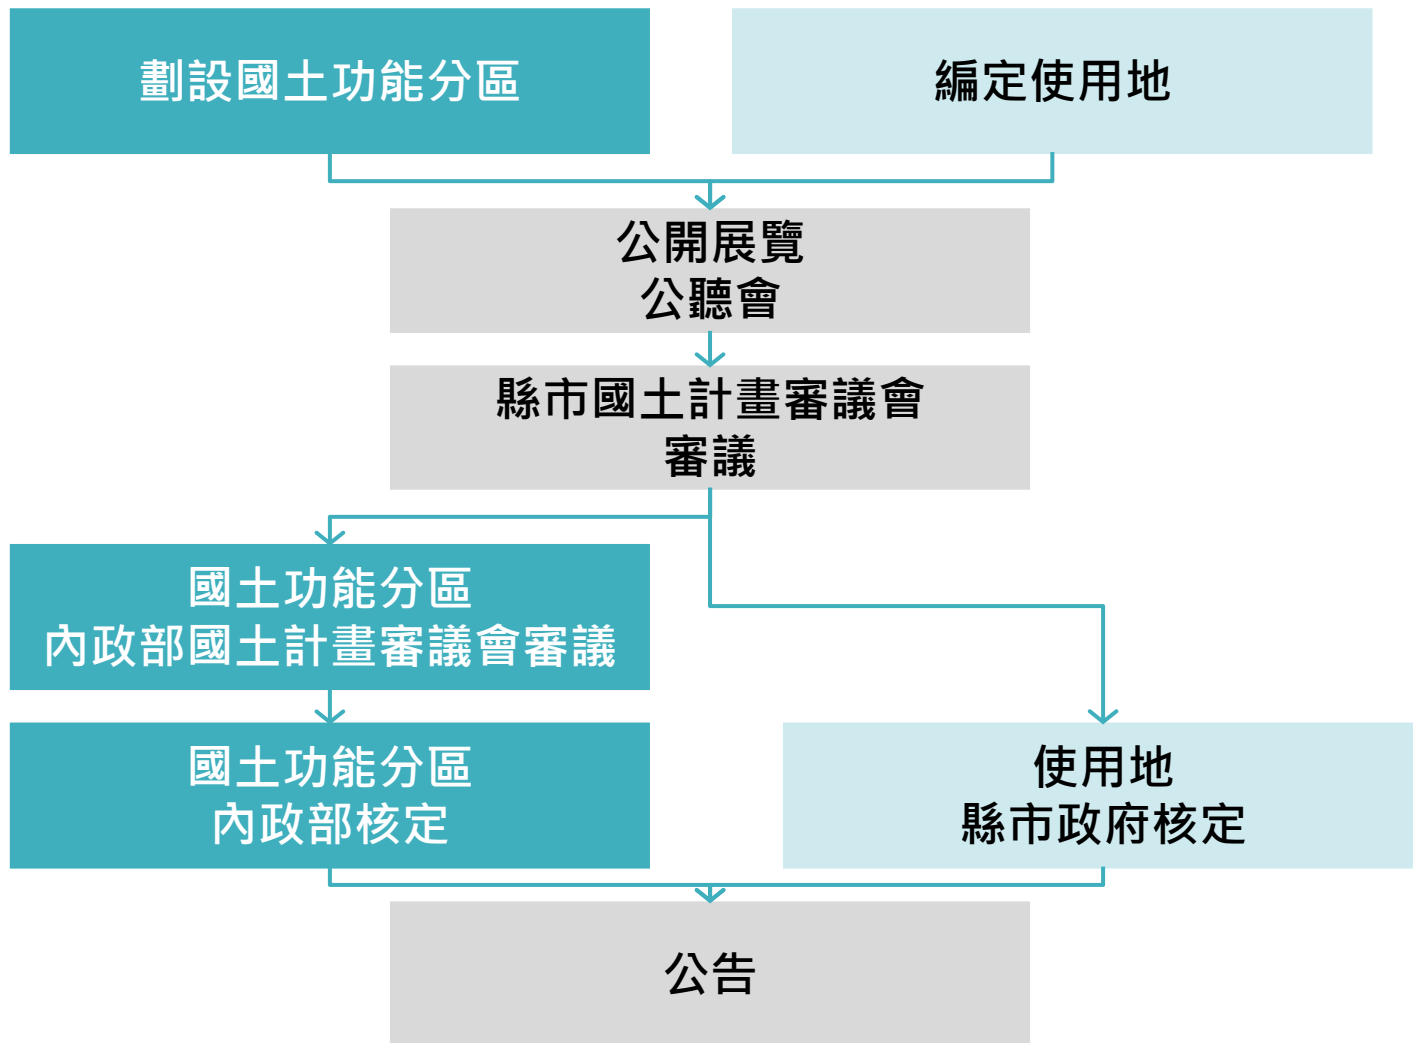 劃設國土功能分區
編定使用地
公開展覽
公聽會
縣市國土計畫審議會
審議
國土功能分區
內政部國土計畫審議會審議
國土功能分區
內政部核定
使用地
縣市政府核定
公告